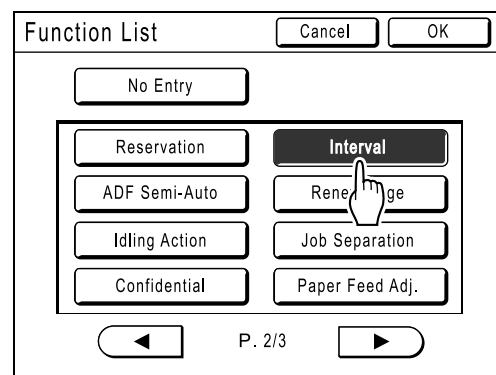 Function List Cancel OK
No Entry
Reservation Interval
ADF Semi-Auto
Idling Action Job Separation
Confidential Paper Feed Adj.
P. 2/3